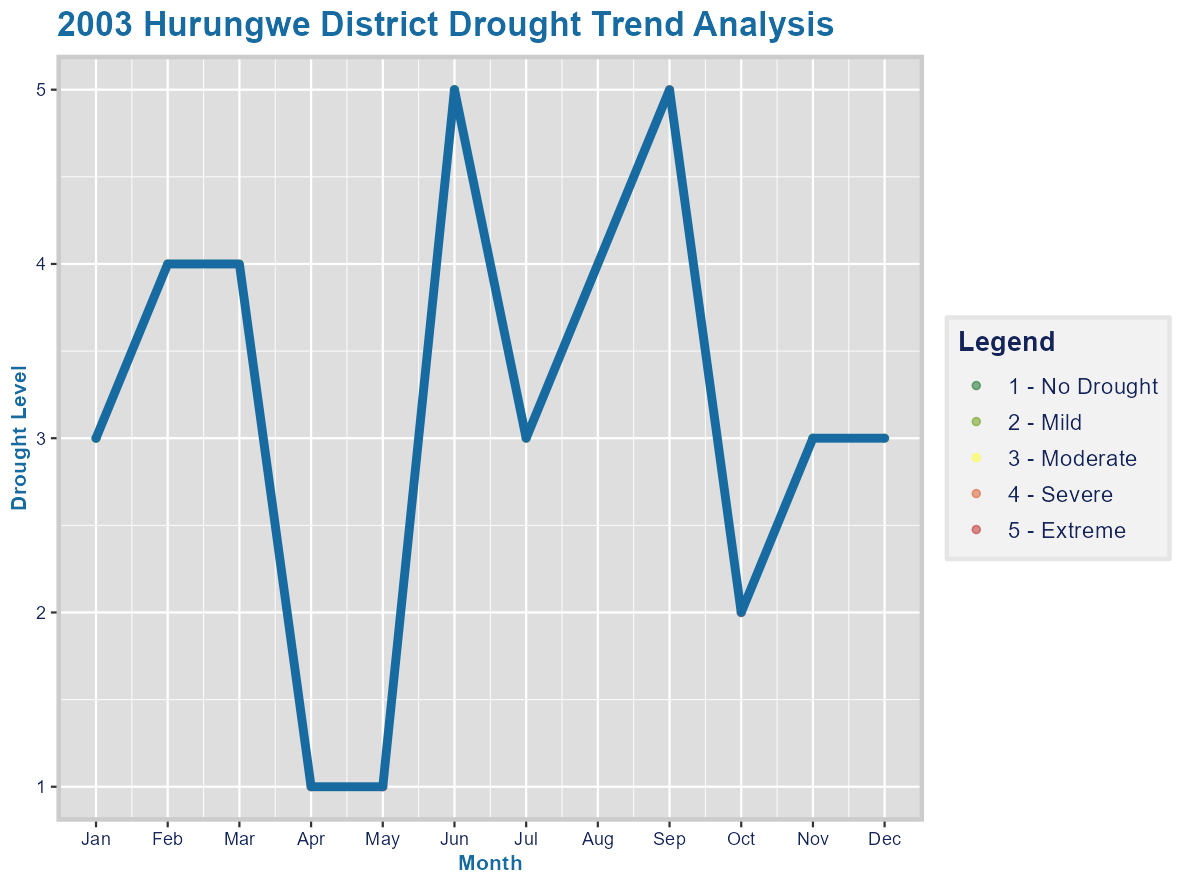 2003 Hurungwe District Drought Trend Analysis
5
4
3
2
1
Drought Level
Jan Feb Mar Apr May Jun Jul Aug Sep Oct Nov Dec
Month
Legend
1 - No Drought
2 - Mild
3 - Moderate
4 - Severe
5 - Extreme